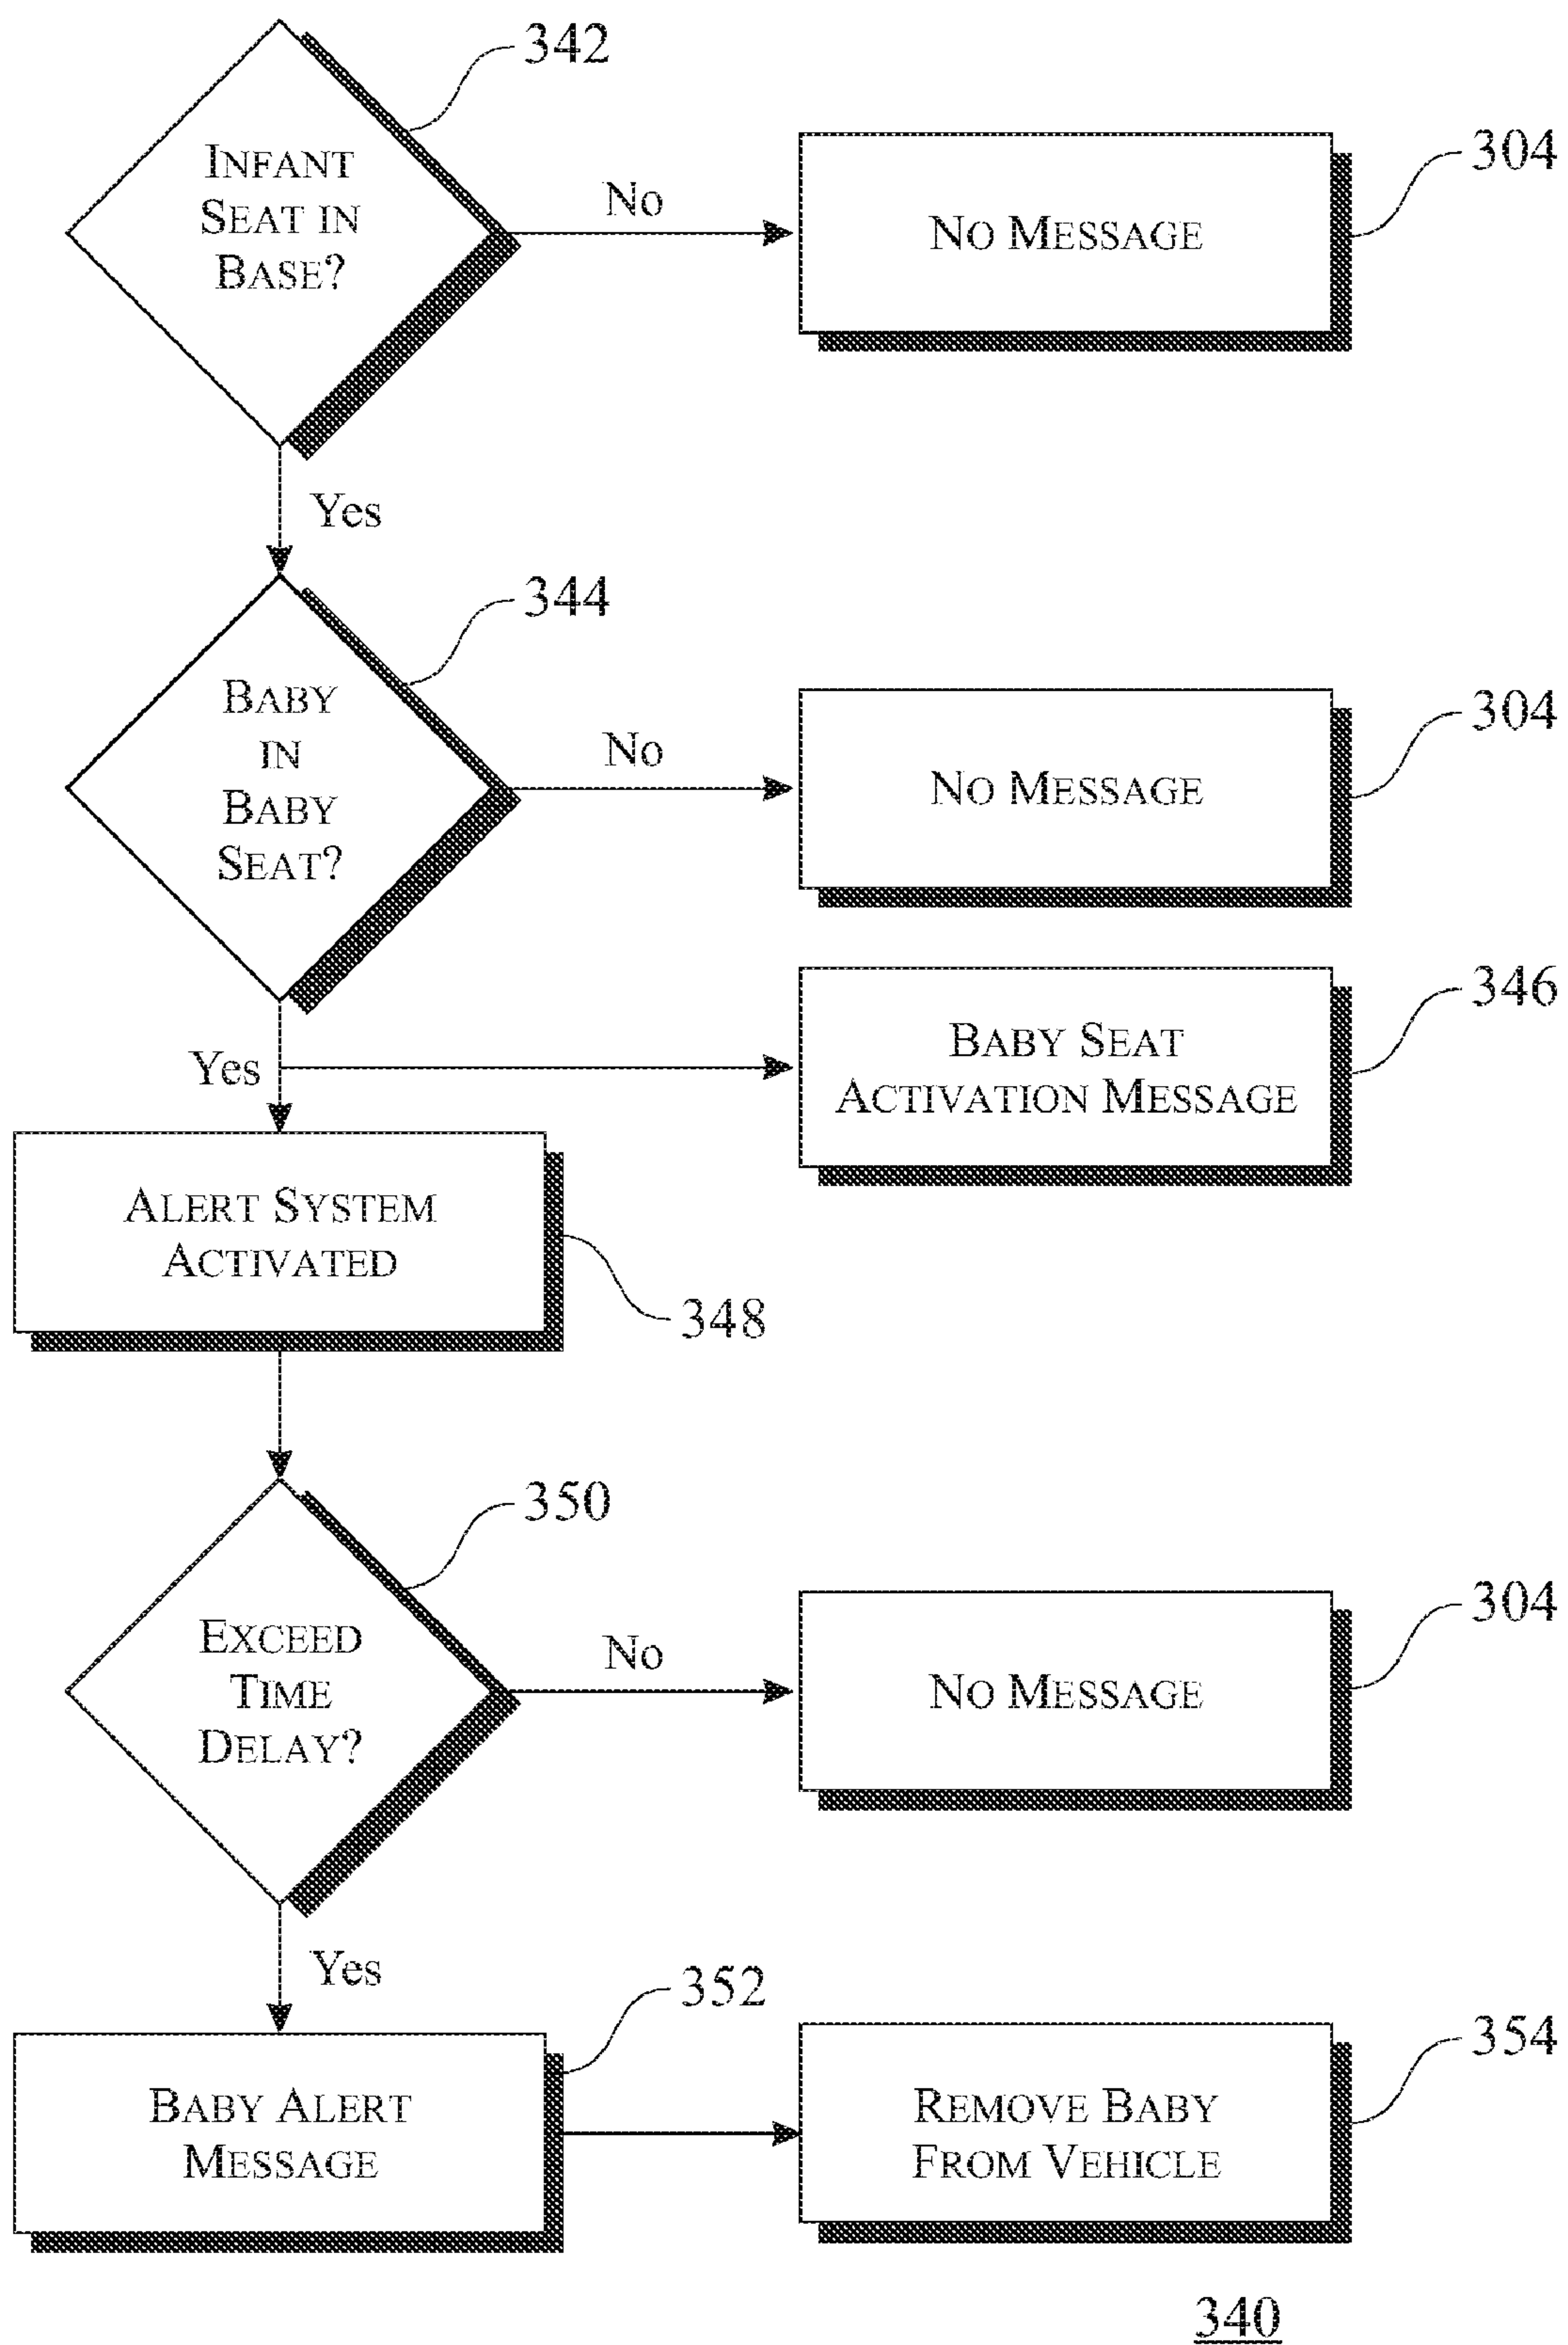 342
INFANT
SEAT IN
BASE?
No
NO MESSAGE
304
Yes
344
BABY
IN
BABY
SEAT?
No
NO MESSAGE
304
Yes
BABY SEAT
ACTIVATION MESSAGE
346
ALERT SYSTEM
ACTIVATED
348
350
EXCEED
TIME
DELAY?
No
NO MESSAGE
304
Yes
352
BABY ALERT
MESSAGE
REMOVE BABY
FROM VEHICLE
354
340